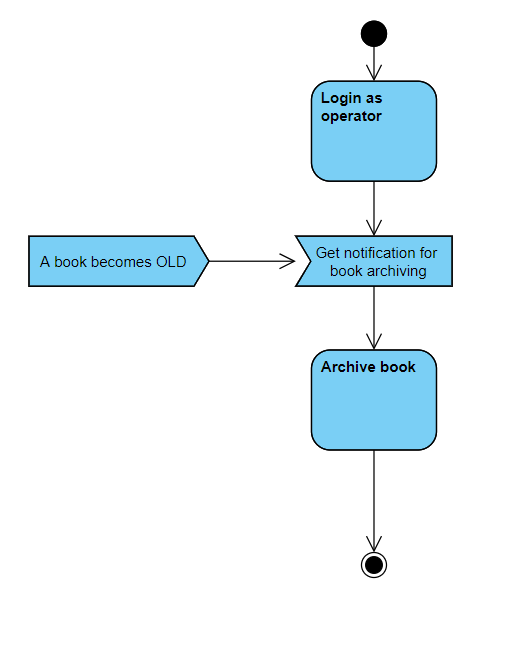 Login as
operator
A book becomes OLD
Get notification for
book archiving
Archive book